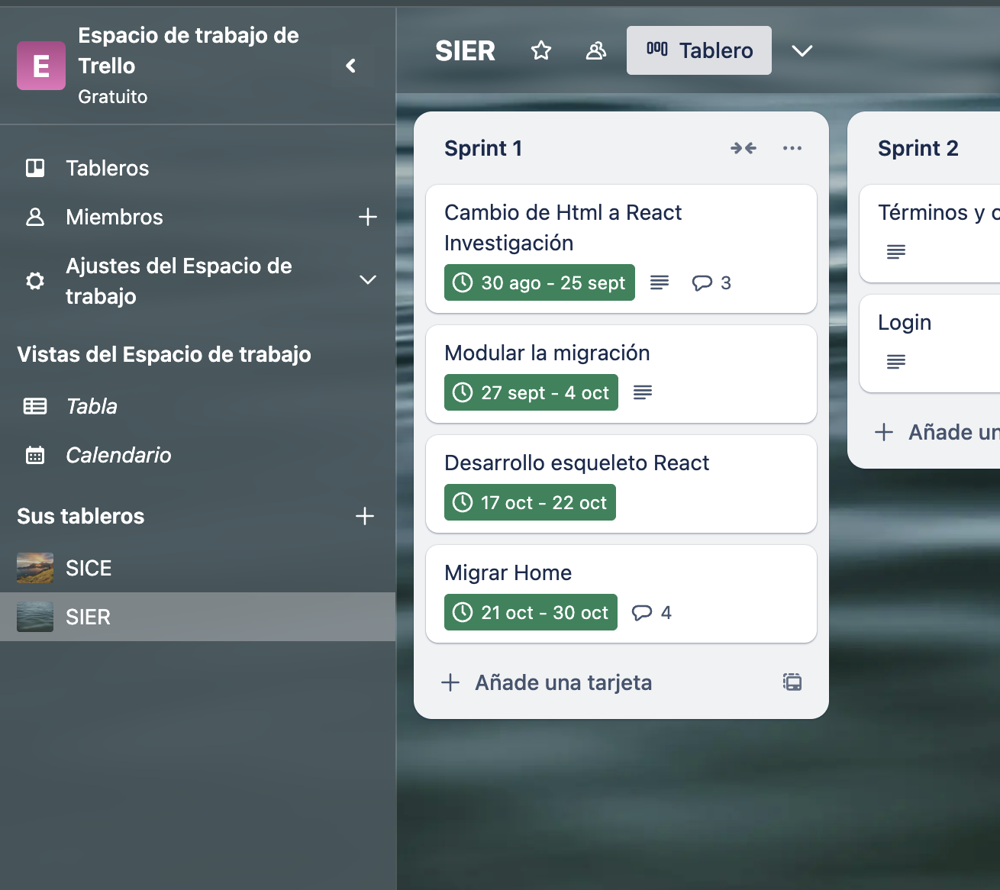 E
Espacio de trabajo de
Trello
Gratuito
Tableros
Miembros
Ajustes del Espacio de
trabajo
Vistas del Espacio de trabajo
Tabla
Calendario
Sus tableros
SICE
SIER
SIER
Tablero
Sprint 1
Cambio de Html a React
Investigación
30 ago - 25 sept
3
Modular la migración
27 sept - 4 oct
Desarrollo esqueleto React
17 oct - 22 oct
Migrar Home
21 oct - 30 oct
4
Añade una tarjeta
Sprint 2
Términos y
Login
Añade